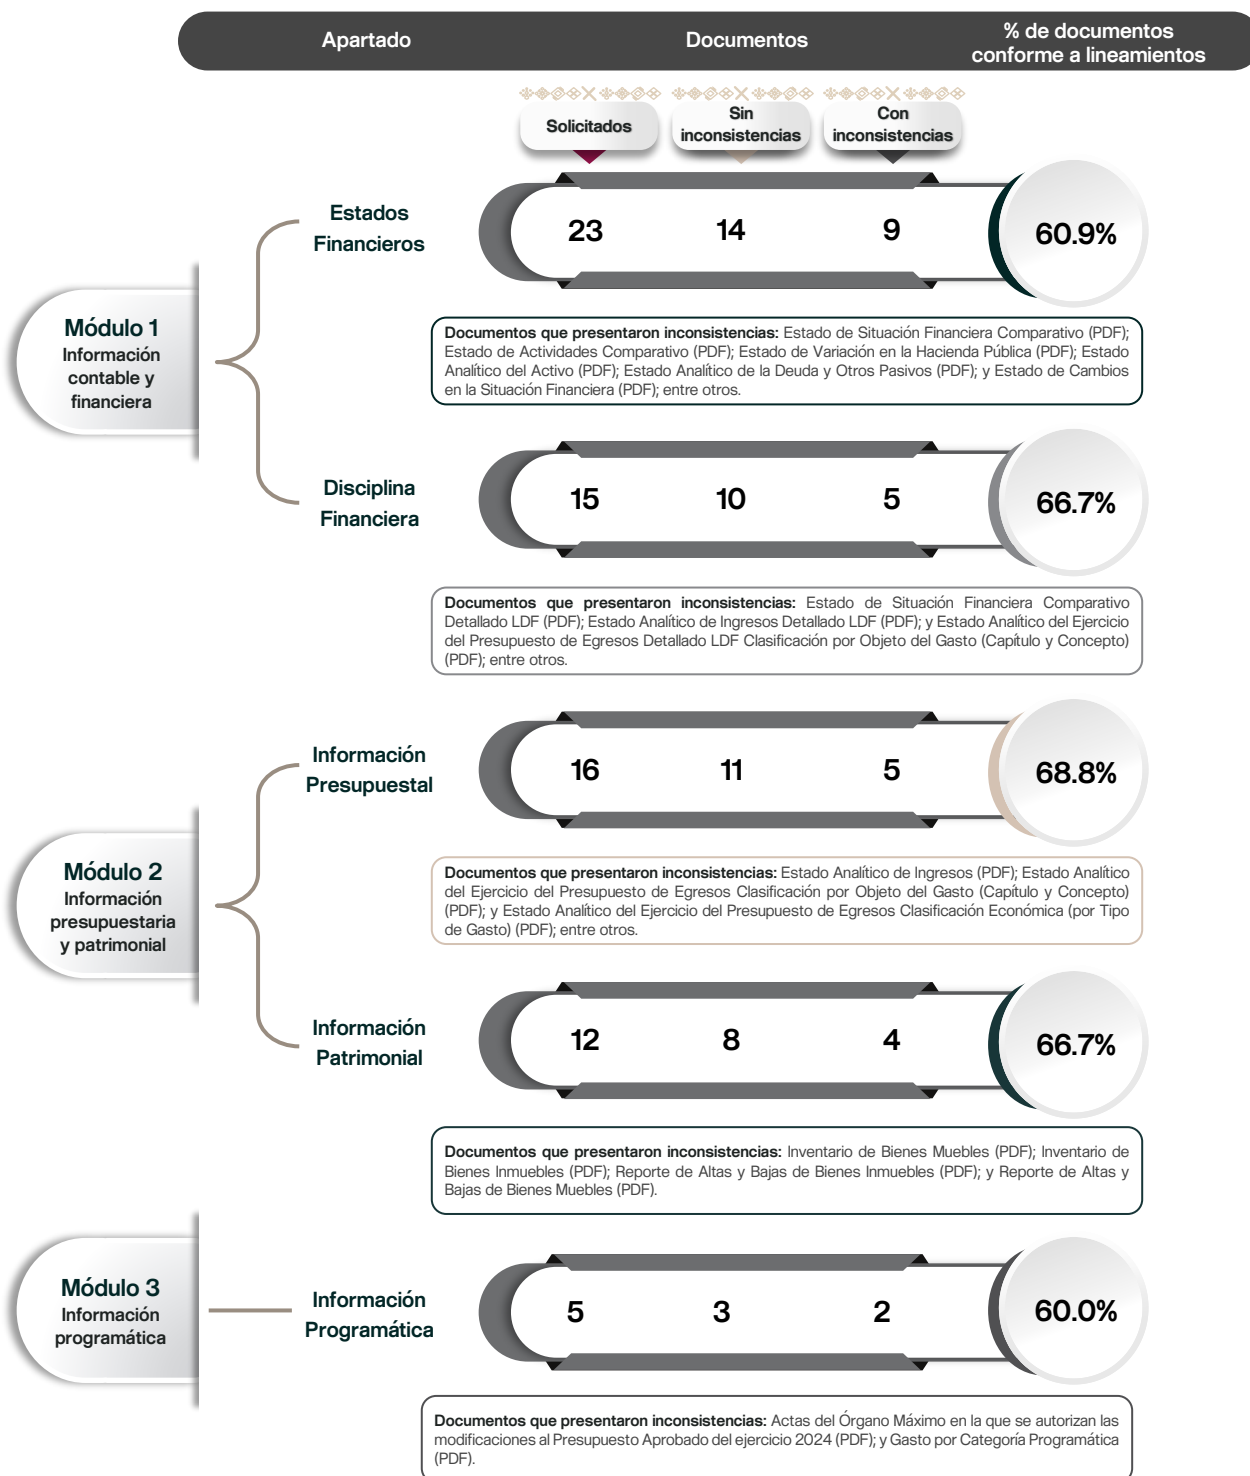 Apartado
Documentos
% de documentos
conforme a lineamientos
Solicitados
Sin
inconsistencias
Con
inconsistencias
Módulo 1
Información
contable y
financiera
Estados
Financieros
23
14
9
60.9%
Documentos que presentaron inconsistencias: Estado de Situación Financiera Comparativo (PDF);
Estado de Actividades Comparativo (PDF); Estado de Variación en la Hacienda Pública (PDF); Estado
Analítico del Activo (PDF); Estado Analítico de la Deuda y Otros Pasivos (PDF); y Estado de Cambios
en la Situación Financiera (PDF); entre otros.
Disciplina
Financiera
15
10
5
66.7%
Documentos que presentaron inconsistencias: Estado de Situación Financiera Comparativo
Detallado LDF (PDF); Estado Analítico de Ingresos Detallado LDF (PDF); y Estado Analítico del Ejercicio
del Presupuesto de Egresos Detallado LDF Clasificación por Objeto del Gasto (Capítulo y Concepto)
(PDF); entre otros.
Módulo 2
Información
presupuestaria
y patrimonial
Información
Presupuestal
16
11
5
68.8%
Documentos que presentaron inconsistencias: Estado Analítico de Ingresos (PDF); Estado Analítico
del Ejercicio del Presupuesto de Egresos Clasificación por Objeto del Gasto (Capítulo y Concepto)
(PDF); y Estado Analítico del Ejercicio del Presupuesto de Egresos Clasificación Económica (por Tipo
de Gasto) (PDF); entre otros.
Información
Patrimonial
12
8
4
66.7%
Documentos que presentaron inconsistencias: Inventario de Bienes Muebles (PDF); Inventario de
Bienes Inmuebles (PDF); Reporte de Altas y Bajas de Bienes Inmuebles (PDF); y Reporte de Altas y
Bajas de Bienes Muebles (PDF).
Módulo 3
Información
programática
Información
Programática
5
3
2
60.0%
Documentos que presentaron inconsistencias: Actas del Órgano Máximo en la que se autorizan las
modificaciones al Presupuesto Aprobado del ejercicio 2024 (PDF); y Gasto por Categoría Programática
(PDF).